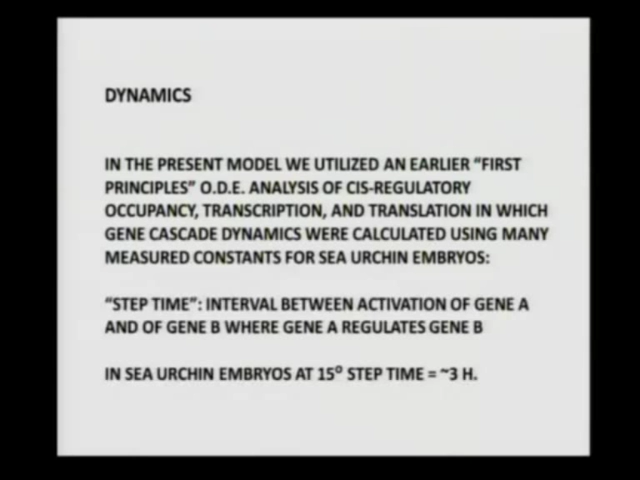 DYNAMICS
IN THE PRESENT MODEL WE UTILIZED AN EARLIER “FIRST
PRINCIPLES” O.D.E. ANALYSIS OF CIS-REGULATORY
OCCUPANCY, TRANSCRIPTION, AND TRANSLATION IN WHICH
GENE CASCADE DYNAMICS WERE CALCULATED USING MANY
MEASURED CONSTANTS FOR SEA URCHIN EMBRYOS:
“STEP TIME”: INTERVAL BETWEEN ACTIVATION OF GENE A
AND OF GENE B WHERE GENE A REGULATES GENE B
IN SEA URCHIN EMBRYOS AT 15⁰ STEP TIME = ~3 H.